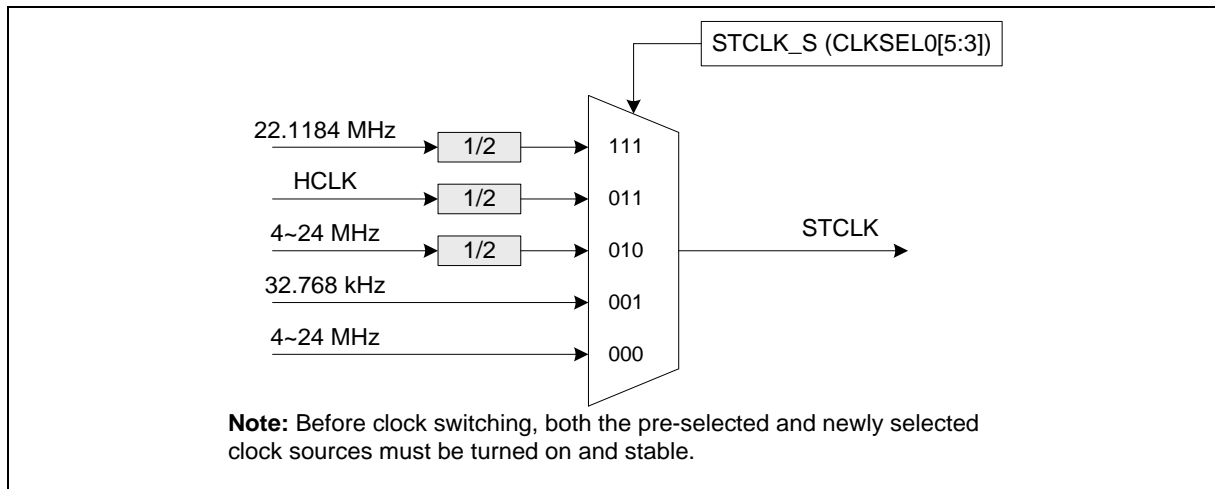 STCLK_S (CLKSEL0[5:3])
22.1184 MHz
1/2
111
HCLK
1/2
011
4~24 MHz
1/2
010
STCLK
32.768 kHz
001
4~24 MHz
000
Note: Before clock switching, both the pre-selected and newly selected
clock sources must be turned on and stable.